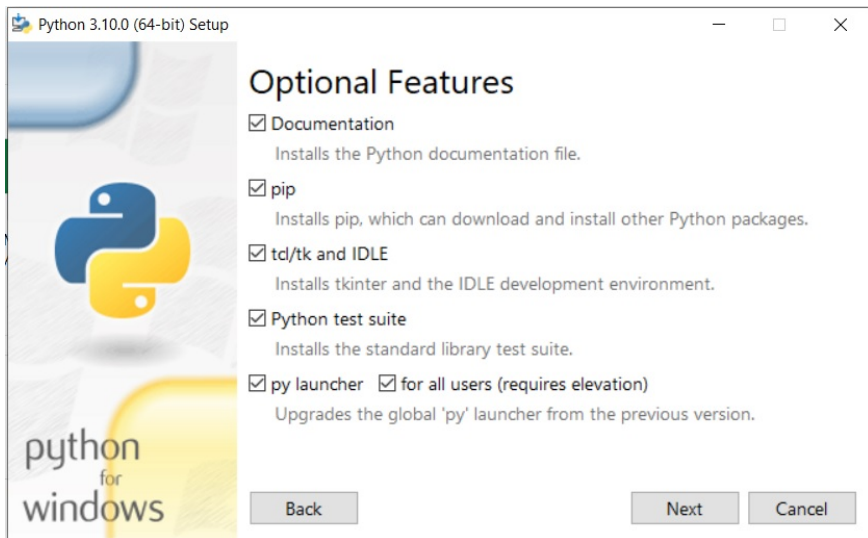 Python 3.10.0 (64-bit) Setup
Optional Features
Documentation
Installs the Python documentation file.
pip
Installs pip, which can download and install other Python packages.
tcl/tk and IDLE
Installs tkinter and the IDLE development environment.
Python test suite
Installs the standard library test suite.
py launcher for all users (requires elevation)
Upgrades the global 'py' launcher from the previous version.
python
for
windows
Back Next Cancel